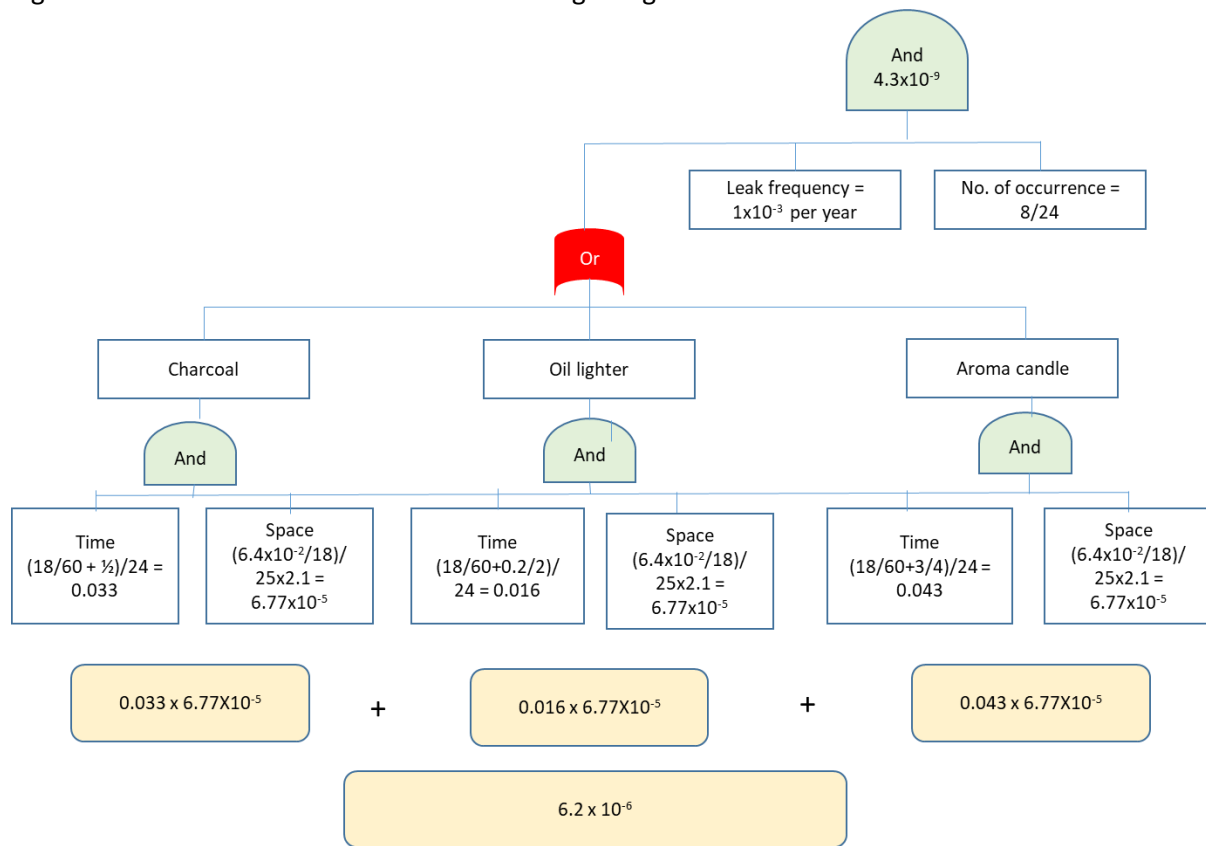 And
4.3x10⁻⁹
Leak frequency =
1x10⁻³ per year
No. of occurrence =
8/24
Or
Charcoal
Oil lighter
Aroma candle
And
And
And
Time
(18/60 + ½)/24 =
0.033
Space
(6.4x10⁻²/18)/
25x2.1 =
6.77x10⁻⁵
Time
(18/60+0.2/2)/
24 = 0.016
Space
(6.4x10⁻²/18)/
25x2.1 =
6.77x10⁻⁵
Time
(18/60+3/4)/24 =
0.043
Space
(6.4x10⁻²/18)/
25x2.1 =
6.77x10⁻⁵
0.033 x 6.77X10⁻⁵
+
0.016 x 6.77X10⁻⁵
+
0.043 x 6.77X10⁻⁵
6.2 x 10⁻⁶